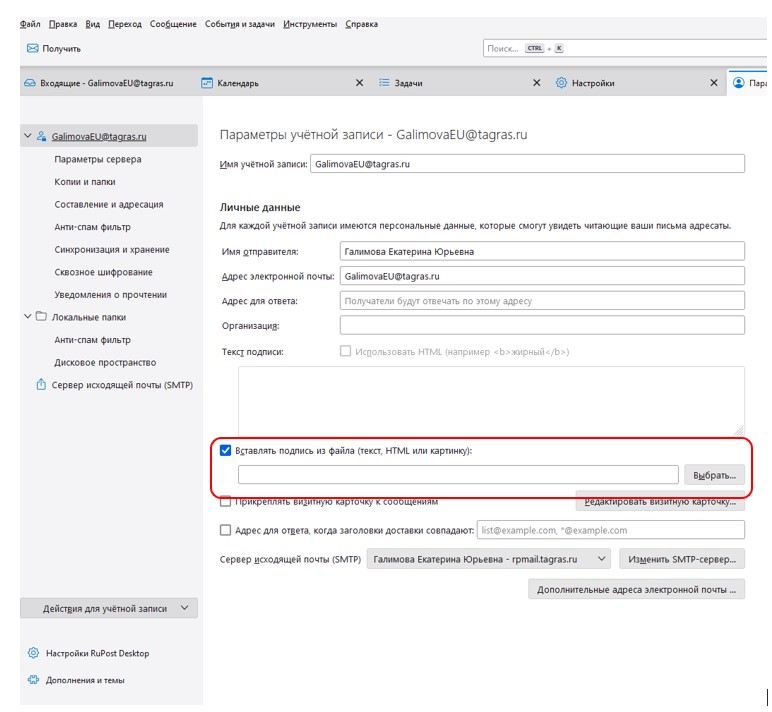 Файл Правка Вид Переход Сообщение События и задачи Инструменты Справка
Получить
Поиск... CTRL + K
Входящие - GalimovaEU@tagras.ru Календарь Задачи Настройки Пара
GalimovaEU@tagras.ru
Параметры сервера
Копии и папки
Составление и адресация
Анти-спам фильтр
Синхронизация и хранение
Сквозное шифрование
Уведомления о прочтении
Локальные папки
Анти-спам фильтр
Дисковое пространство
Сервер исходящей почты (SMTP)
Действия для учётной записи
Настройки RuPost Desktop
Дополнения и темы
Параметры учётной записи - GalimovaEU@tagras.ru
Имя учётной записи: GalimovaEU@tagras.ru
Личные данные
Для каждой учётной записи имеются персональные данные, которые смогут увидеть читающие ваши письма адресаты.
Имя отправителя: Галимова Екатерина Юрьевна
Адрес электронной почты: GalimovaEU@tagras.ru
Адрес для ответа: Получатели будут отвечать по этому адресу
Организация:
Текст подписи: Использовать HTML (например <b>жирный</b>)
Вставлять подпись из файла (текст, HTML или картинку):
Выбрать...
Прикреплять визитную карточку к сообщениям Редактировать визитную карточку...
Адрес для ответа, когда заголовки доставки совпадают: list@example.com, *@example.com
Сервер исходящей почты (SMTP) Галимова Екатерина Юрьевна - rpmail.tagras.ru Изменить SMTP-сервер...
Дополнительные адреса электронной почты ...